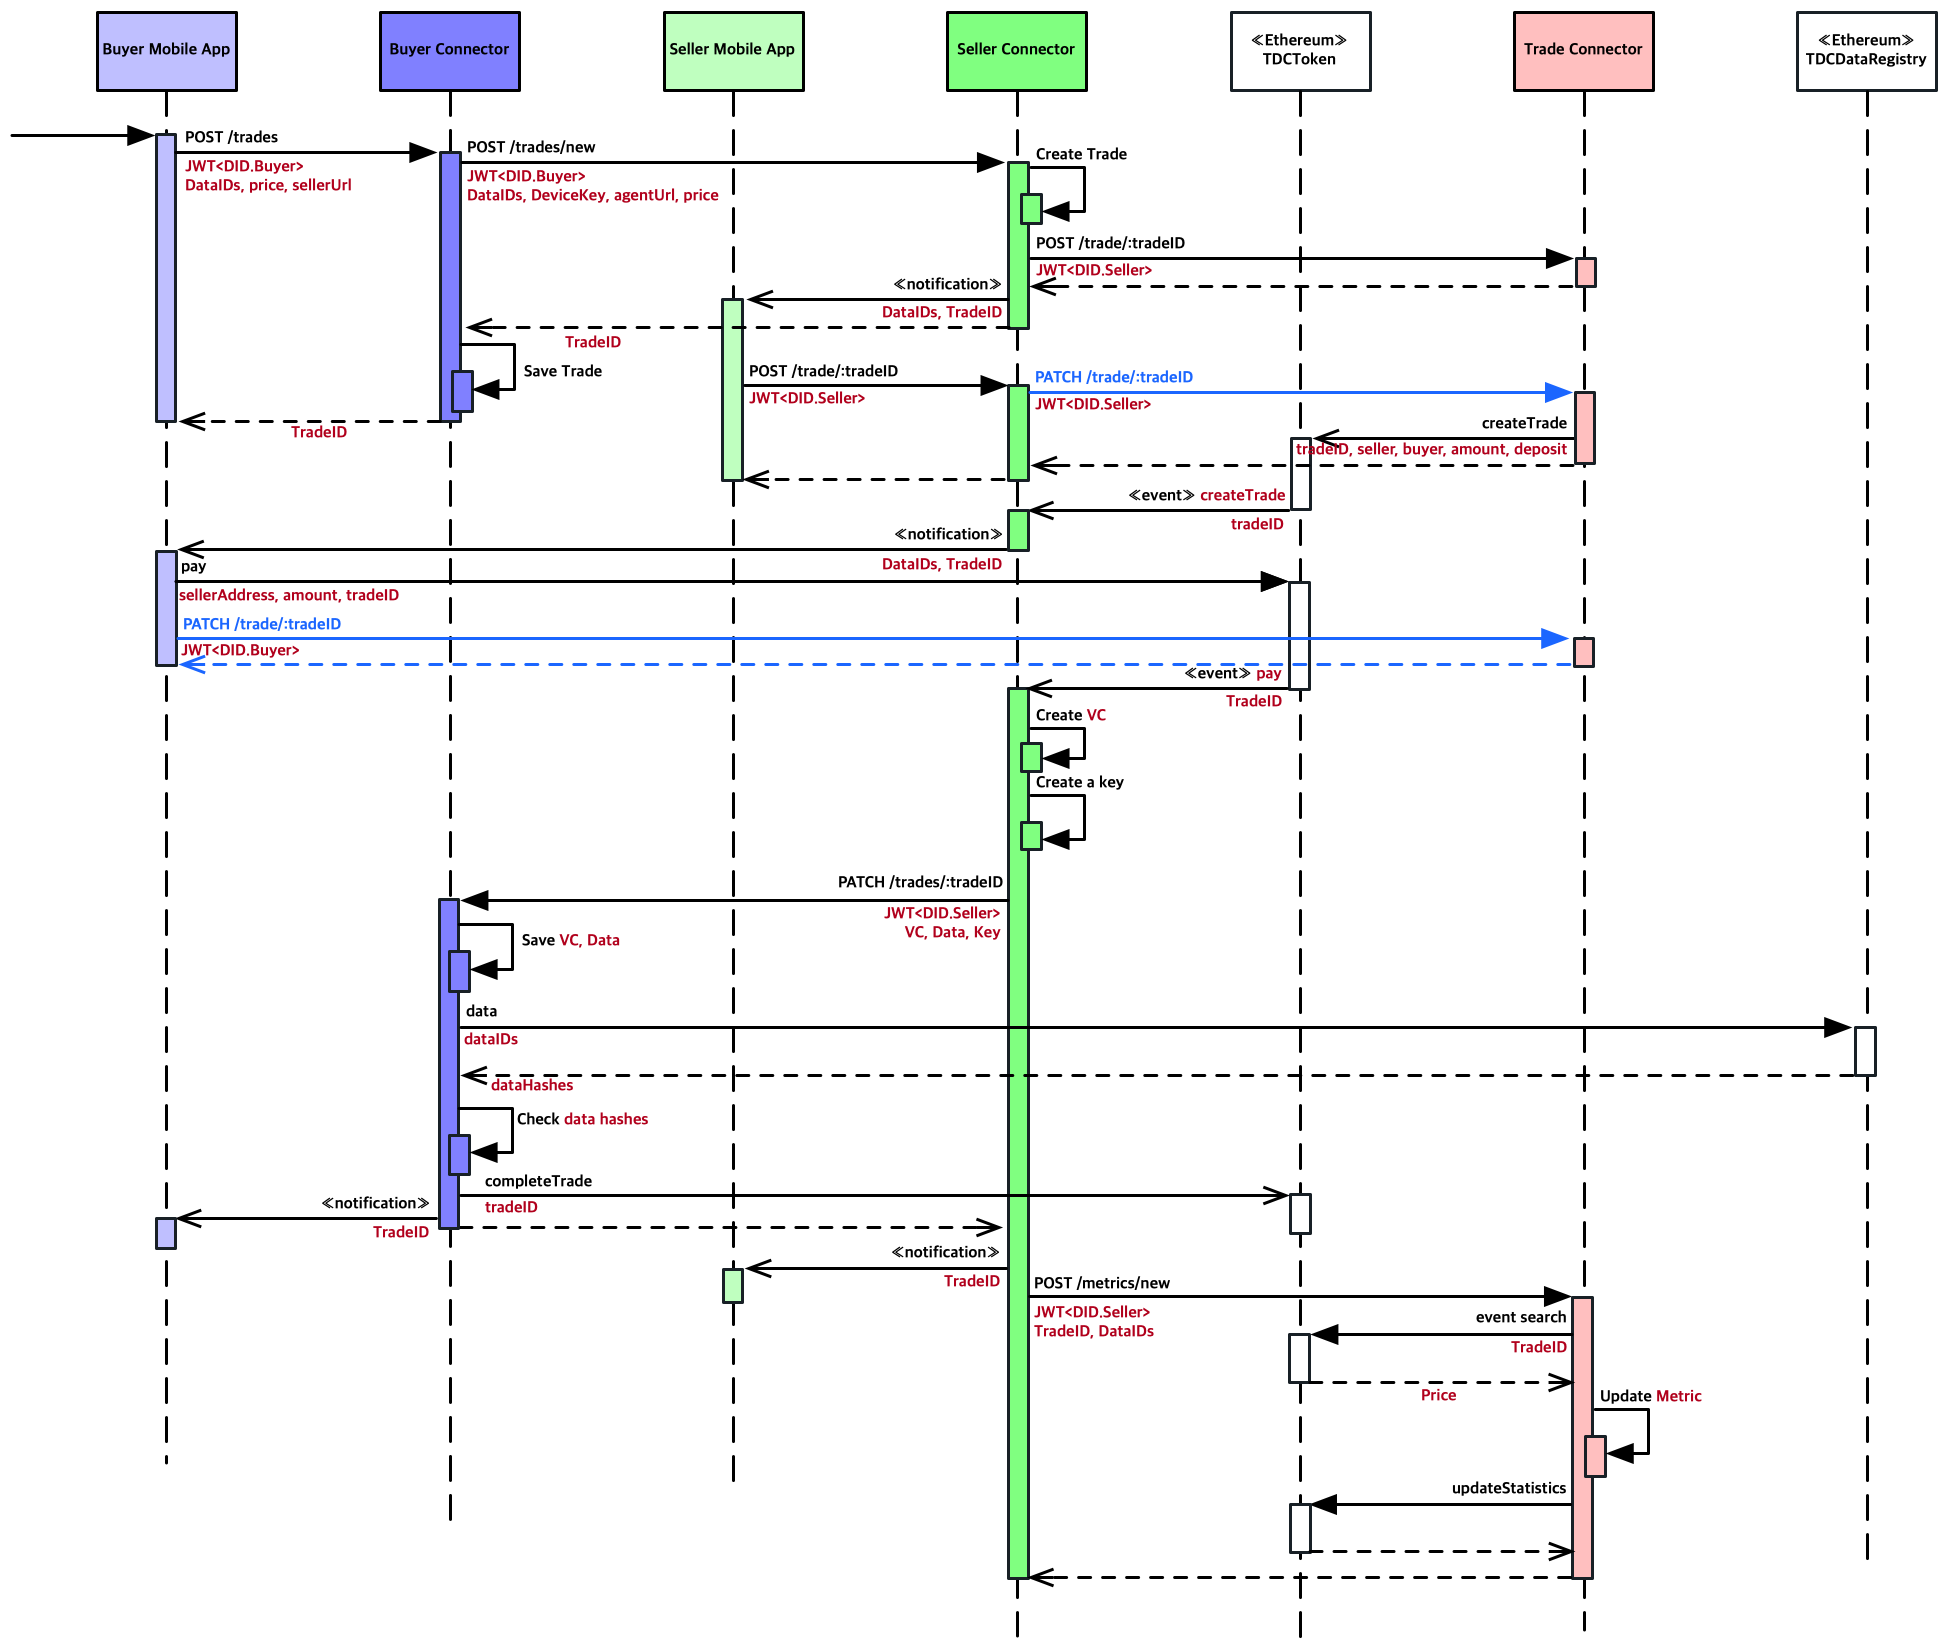 Buyer Mobile App
Buyer Connector
Seller Mobile App
Seller Connector
≪Ethereum≫
TDCToken
Trade Connector
≪Ethereum≫
TDCDataRegistry
POST /trades
JWT<DID.Buyer>
DataIDs, price, sellerUrl
POST /trades/new
JWT<DID.Buyer>
DataIDs, DeviceKey, agentUrl, price
Create Trade
POST /trade/:tradeID
JWT<DID.Seller>
≪notification≫
DataIDs, TradeID
TradeID
Save Trade
TradeID
POST /trade/:tradeID
JWT<DID.Seller>
PATCH /trade/:tradeID
JWT<DID.Seller>
createTrade
tradeID, seller, buyer, amount, deposit
≪event≫ createTrade
tradeID
≪notification≫
DataIDs, TradeID
pay
sellerAddress, amount, tradeID
PATCH /trade/:tradeID
JWT<DID.Buyer>
≪event≫ pay
TradeID
Create VC
Create a key
PATCH /trades/:tradeID
JWT<DID.Seller>
VC, Data, Key
Save VC, Data
data
dataIDs
dataHashes
Check data hashes
completeTrade
tradeID
≪notification≫
TradeID
≪notification≫
TradeID
POST /metrics/new
JWT<DID.Seller>
TradeID, DataIDs
event search
TradeID
Price
Update Metric
updateStatistics